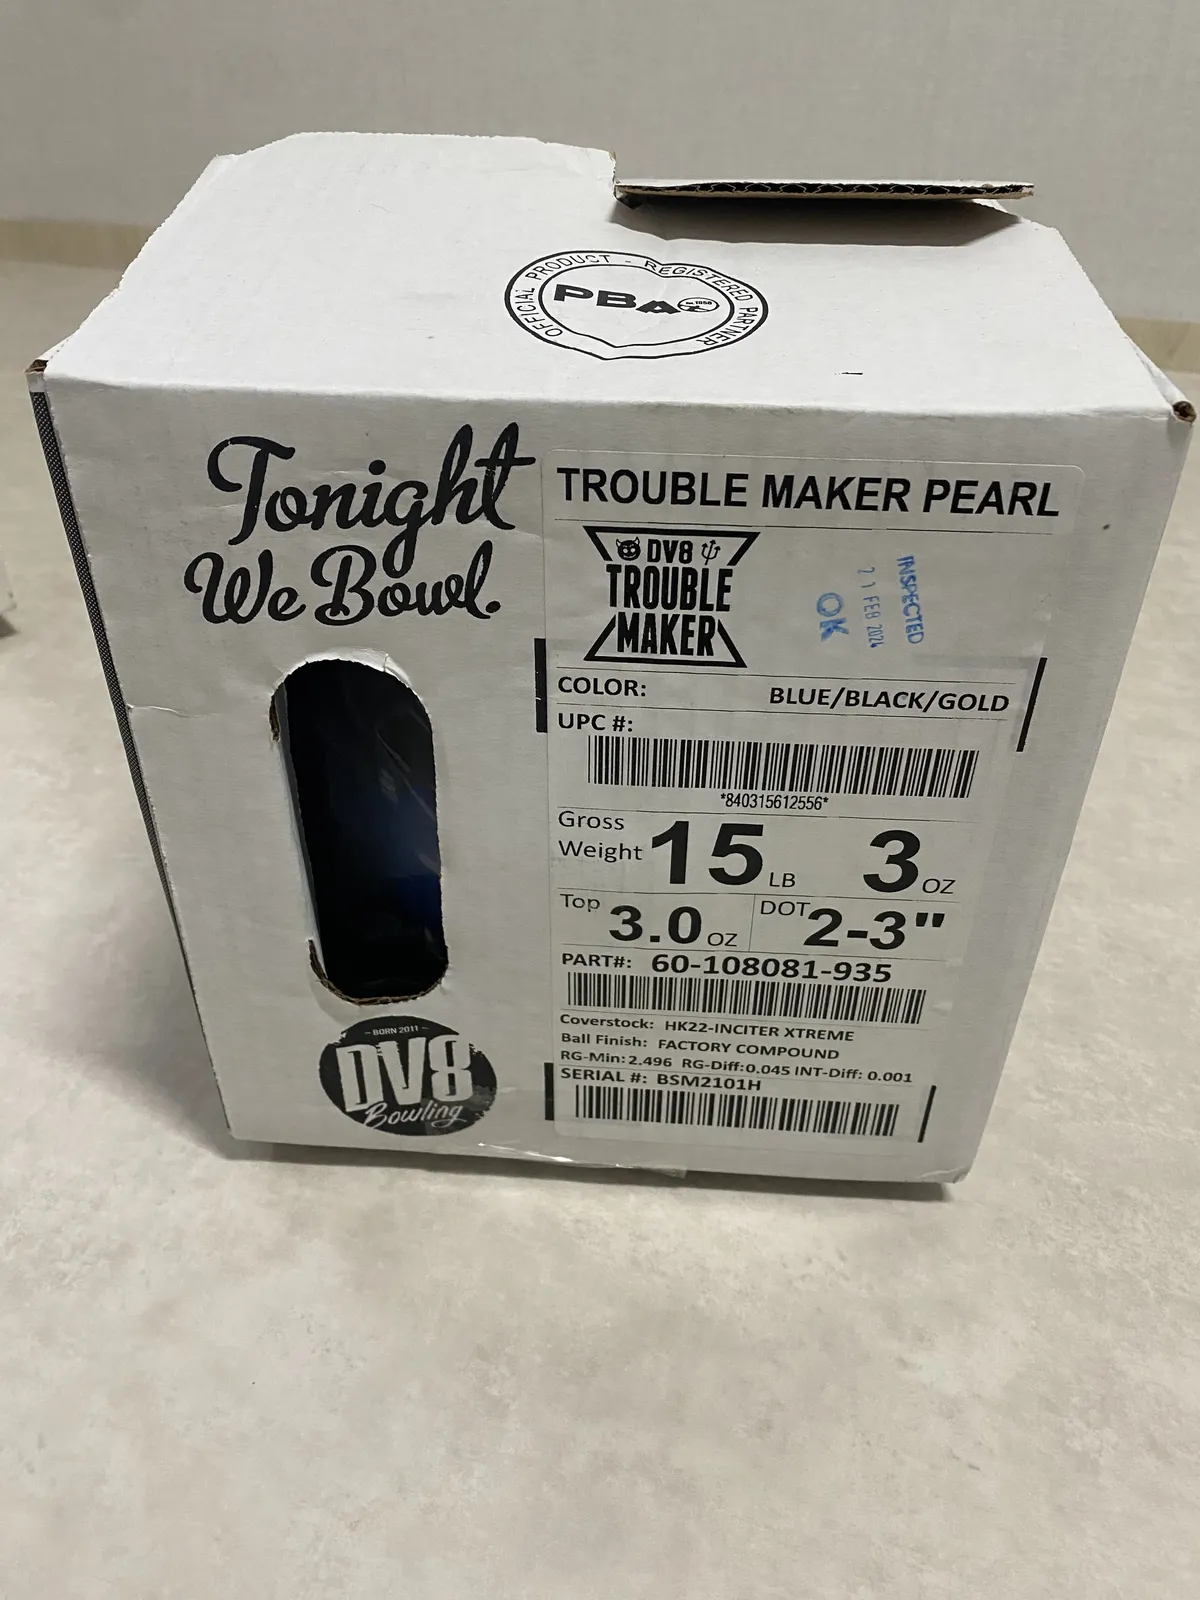 OFFICIAL PRODUCT - REGISTERED PARTNER
PBA
Est. 1958
Tonight
We Bowl.
TROUBLE MAKER PEARL
DV8
TROUBLE
MAKER
INSPECTED
21 FEB 2024
OK
COLOR: BLUE/BLACK/GOLD
UPC #:
*840315612556*
Gross
Weight 15 LB 3 OZ
Top 3.0 OZ DOT 2-3"
PART#: 60-108081-935
Coverstock: HK22-INCITER XTREME
Ball Finish: FACTORY COMPOUND
RG-Min: 2.496 RG-Diff: 0.045 INT-Diff: 0.001
SERIAL #: BSM2101H
– BORN 2011 –
DV8
Bowling